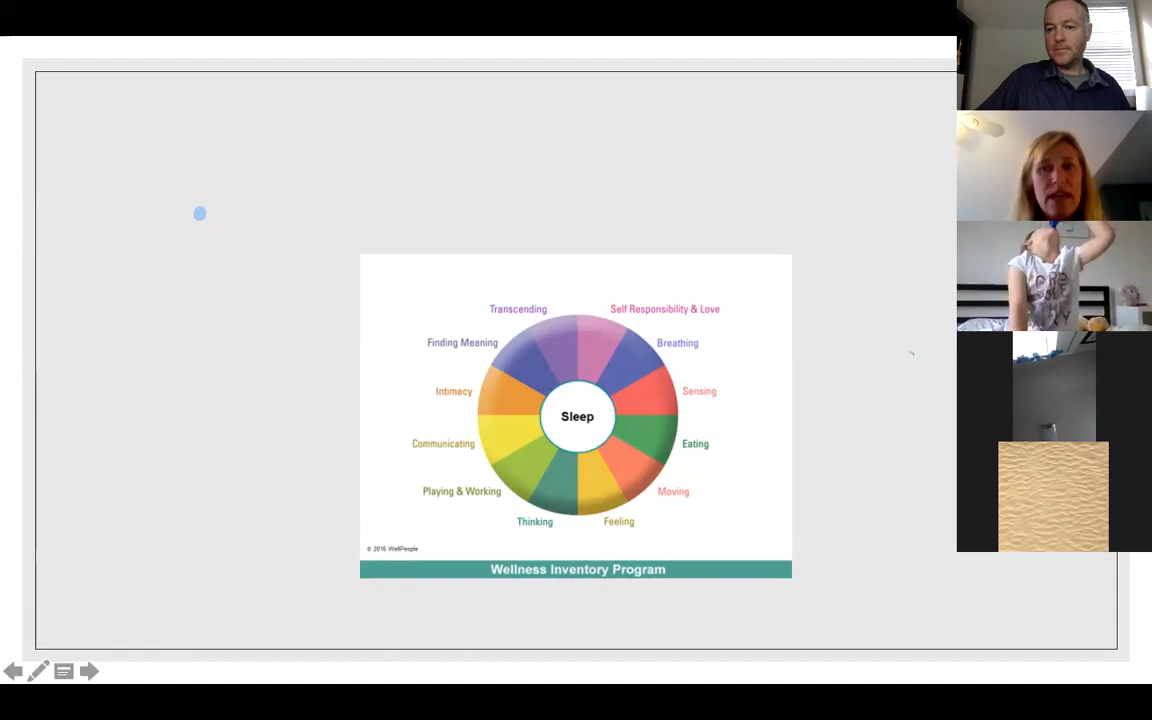 Transcending
Self Responsibility & Love
Finding Meaning
Breathing
Intimacy
Sensing
Sleep
Communicating
Eating
Playing & Working
Moving
Thinking
Feeling
© 2016 WellPeople
Wellness Inventory Program